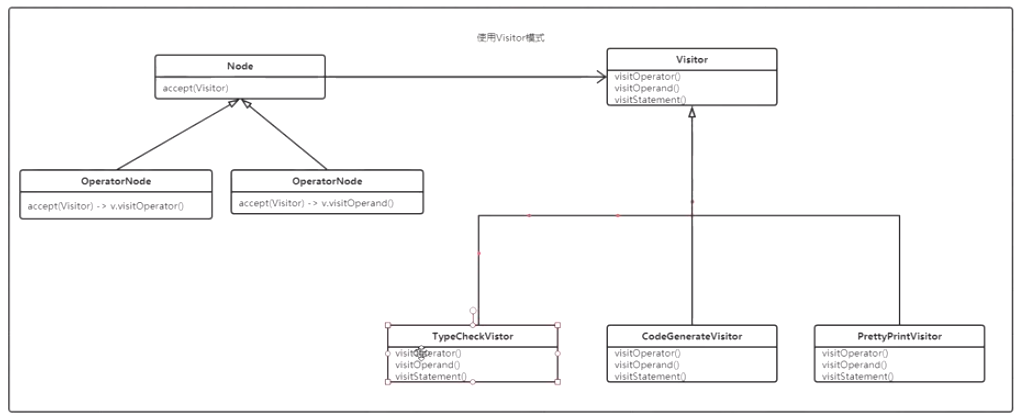 使用Visitor模式
Node
accept(Visitor)
Visitor
visitOperator()
visitOperand()
visitStatement()
OperatorNode
accept(Visitor) -> v.visitOperator()
OperatorNode
accept(Visitor) -> v.visitOperand()
TypeCheckVistor
visitOperator()
visitOperand()
visitStatement()
CodeGenerateVisitor
visitOperator()
visitOperand()
visitStatement()
PrettyPrintVisitor
visitOperator()
visitOperand()
visitStatement()